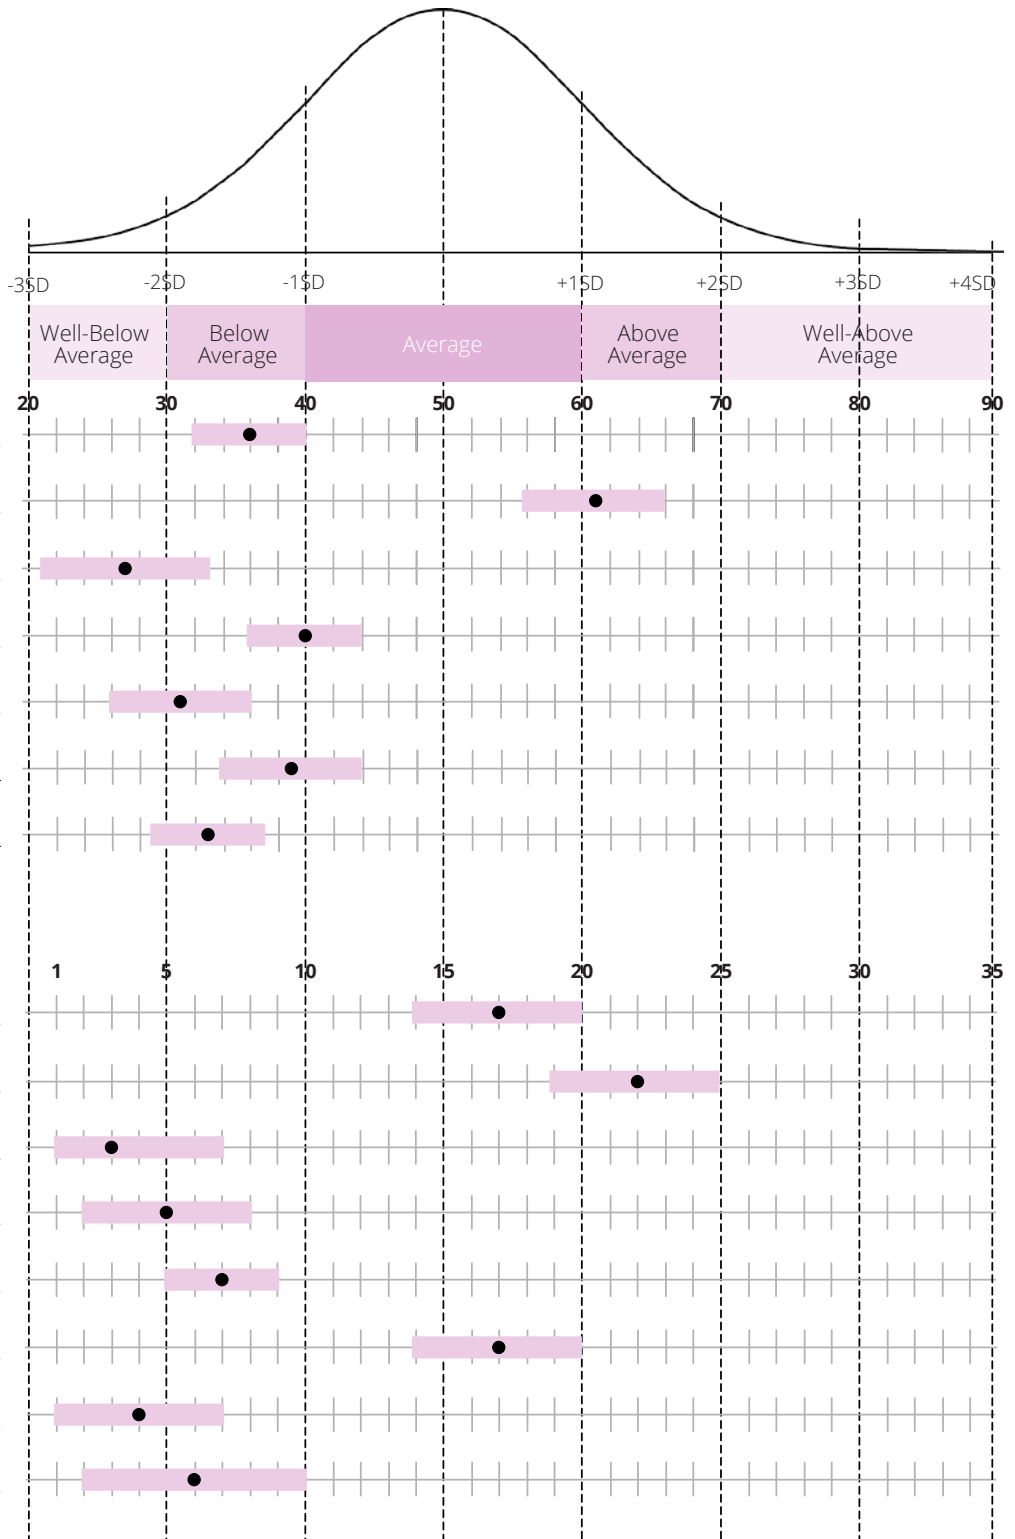 -3SD -2SD -1SD +1SD +2SD +3SD +4SD
Well-Below Below Average Above Well-Above
Average Average Average Average
20 30 40 50 60 70 80 90
1 5 10 15 20 25 30 35